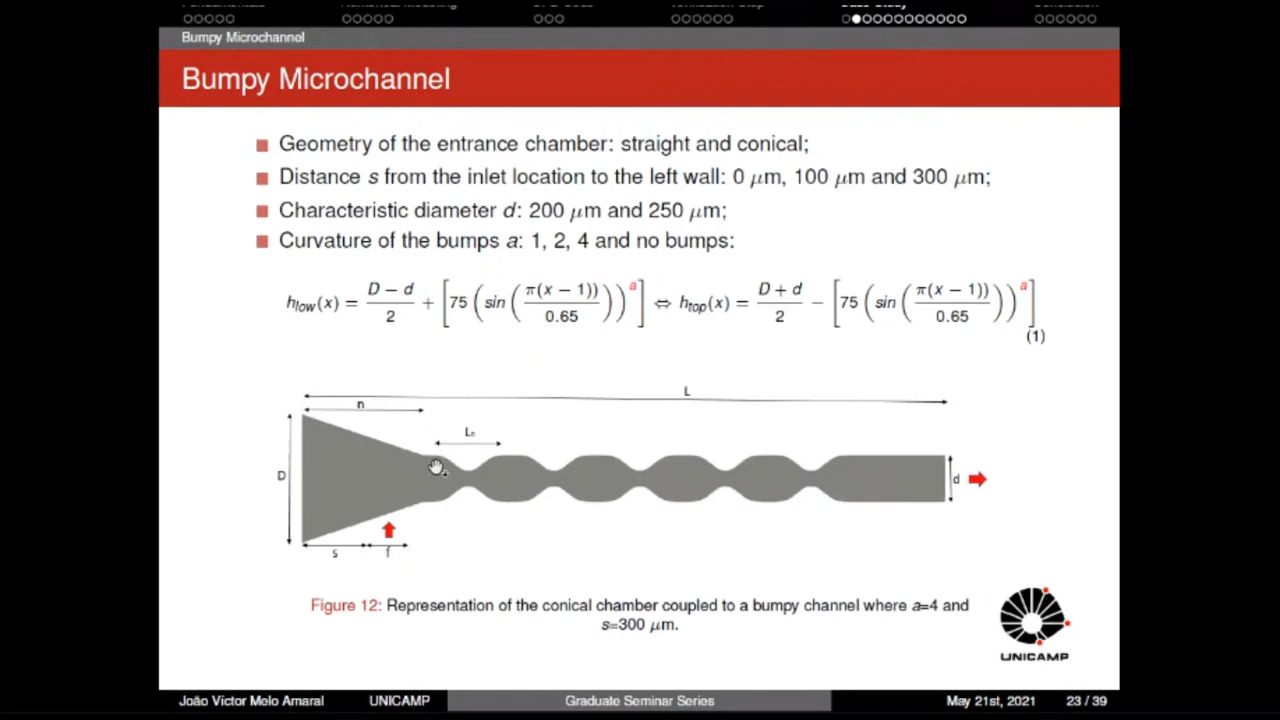 Bumpy Microchannel
Bumpy Microchannel
Geometry of the entrance chamber: straight and conical;
Distance s from the inlet location to the left wall: 0 μm, 100 μm and 300 μm;
Characteristic diameter d: 200 μm and 250 μm;
Curvature of the bumps a: 1, 2, 4 and no bumps:
h_low(x) = (D − d)/2 + [75 (sin (π(x − 1))/0.65))^a] ⇔ h_top(x) = (D + d)/2 − [75 (sin (π(x − 1))/0.65))^a]
(1)
L
n
L
D
d
s
f
Figure 12: Representation of the conical chamber coupled to a bumpy channel where a=4 and
s=300 μm.
UNICAMP
João Victor Melo Amaral UNICAMP Graduate Seminar Series May 21st, 2021 23 / 39